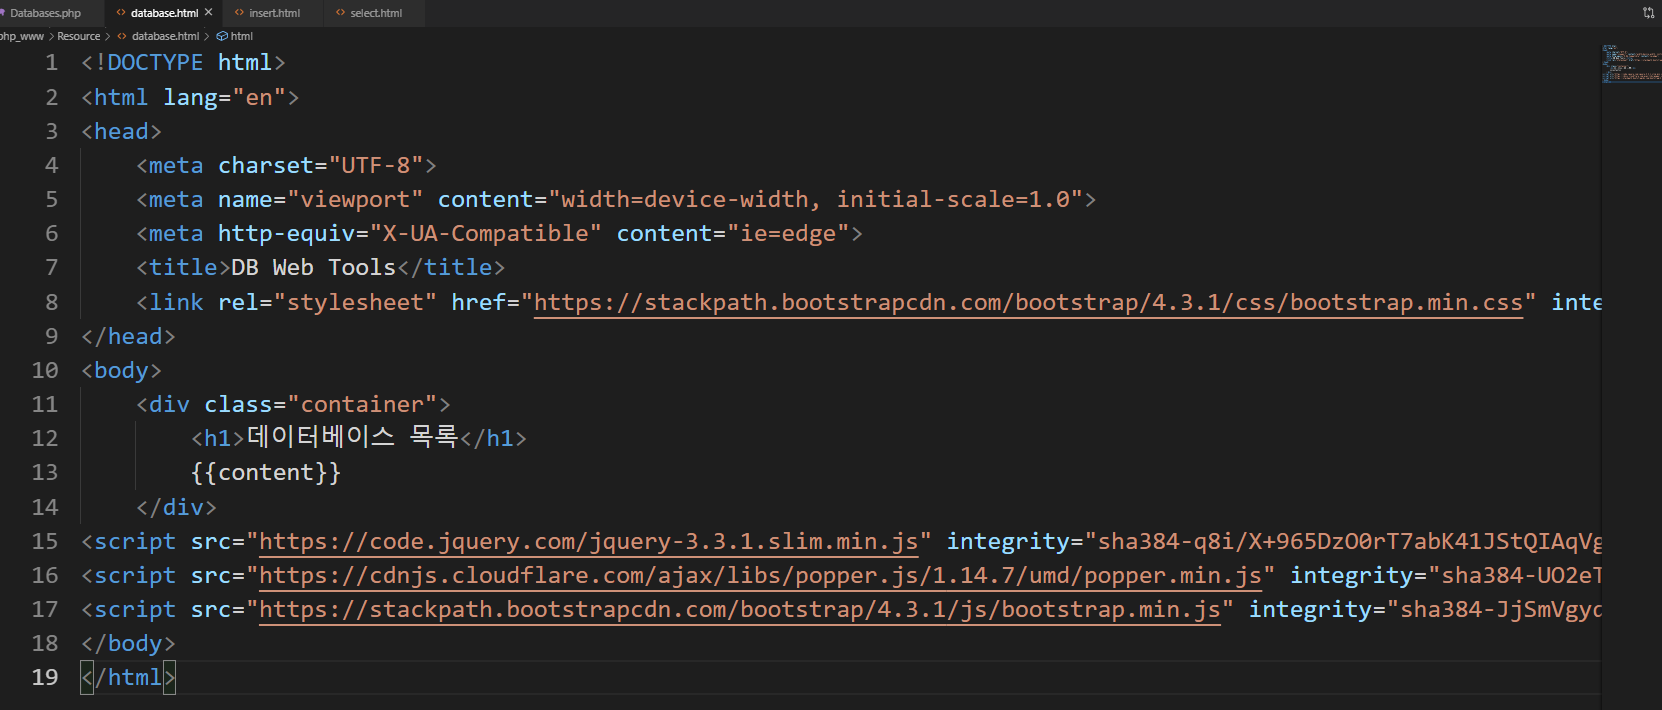 Databases.php database.html insert.html select.html
php_www > Resource > database.html > html
1 <!DOCTYPE html>
2 <html lang="en">
3 <head>
4     <meta charset="UTF-8">
5     <meta name="viewport" content="width=device-width, initial-scale=1.0">
6     <meta http-equiv="X-UA-Compatible" content="ie=edge">
7     <title>DB Web Tools</title>
8     <link rel="stylesheet" href="https://stackpath.bootstrapcdn.com/bootstrap/4.3.1/css/bootstrap.min.css" inte
9 </head>
10 <body>
11     <div class="container">
12         <h1>데이터베이스 목록</h1>
13         {{content}}
14     </div>
15 <script src="https://code.jquery.com/jquery-3.3.1.slim.min.js" integrity="sha384-q8i/X+965DzO0rT7abK41JStQIAqVg
16 <script src="https://cdnjs.cloudflare.com/ajax/libs/popper.js/1.14.7/umd/popper.min.js" integrity="sha384-UO2eT
17 <script src="https://stackpath.bootstrapcdn.com/bootstrap/4.3.1/js/bootstrap.min.js" integrity="sha384-JjSmVgyd
18 </body>
19 </html>